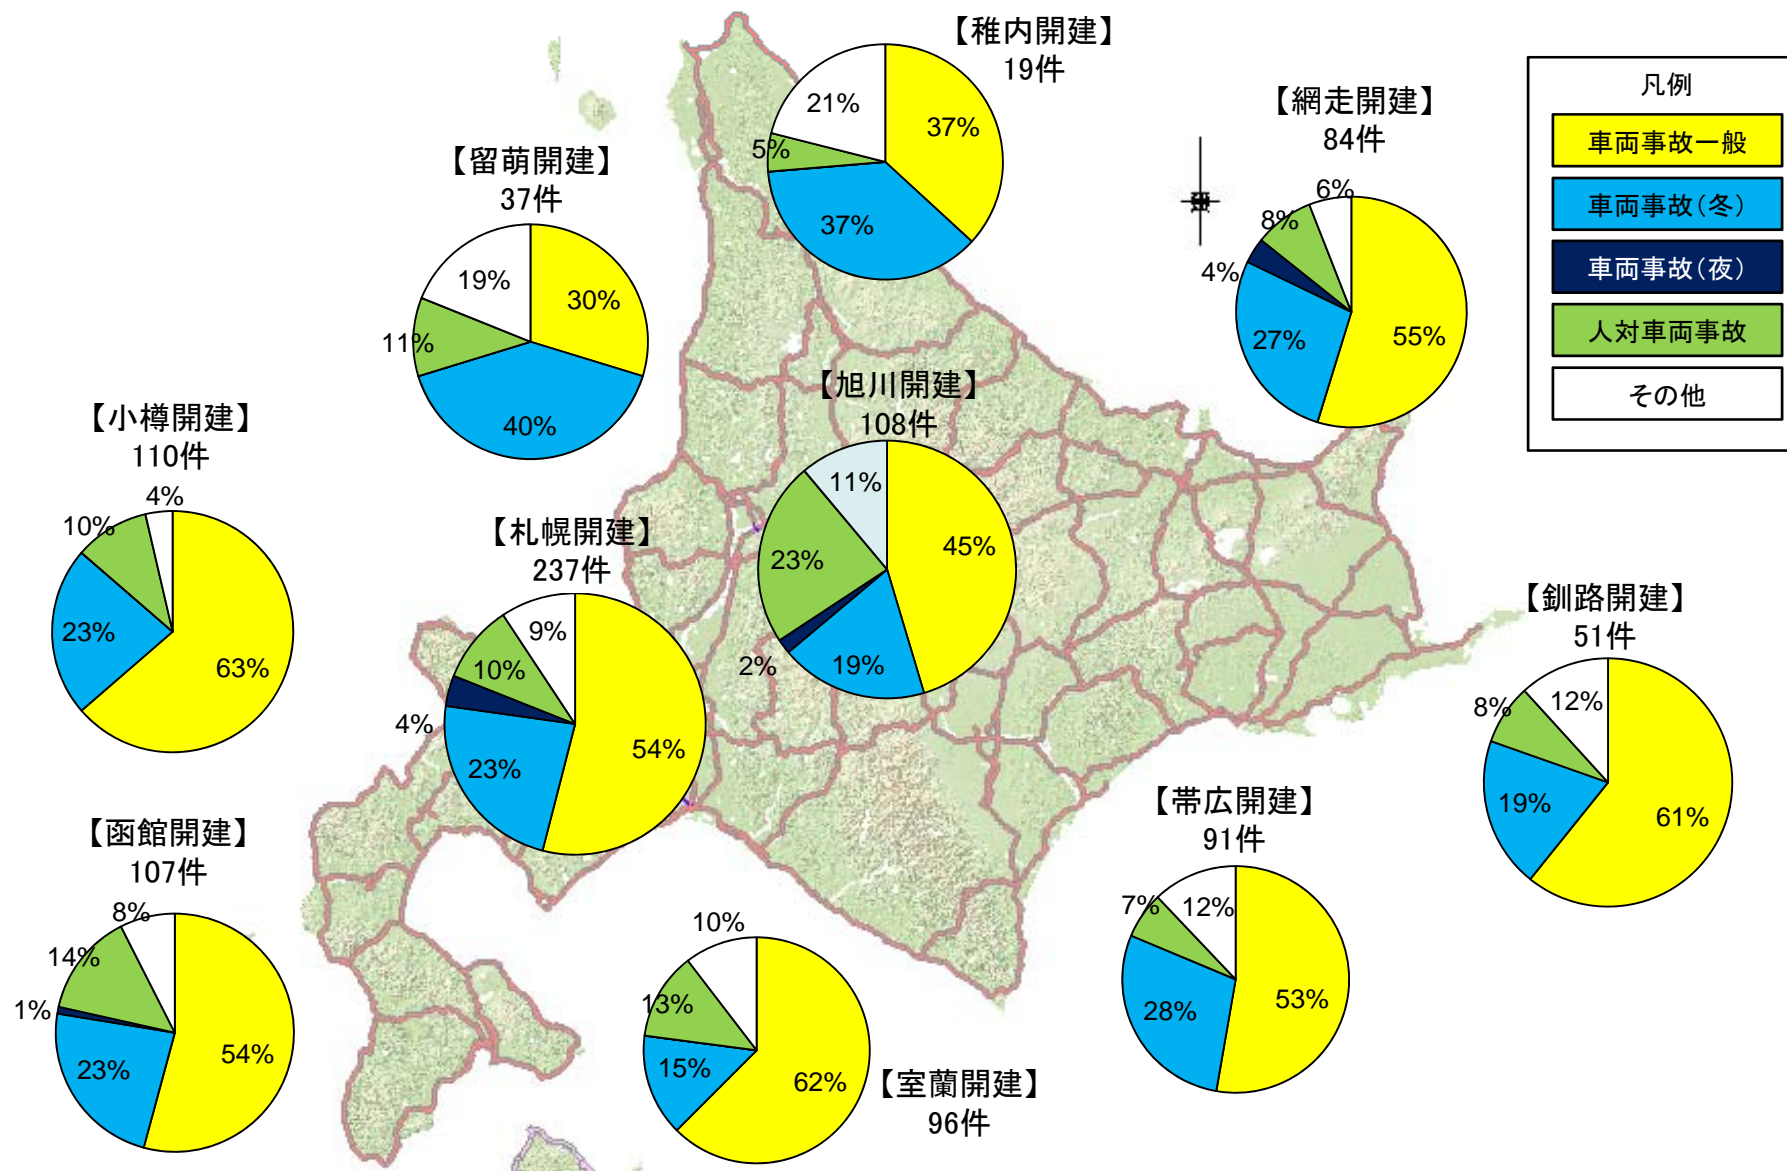 【稚内開建】
19件
21%
37%
5%
37%
【網走開建】
84件
6%
8%
4%
27%
55%
凡例
車両事故一般
車両事故（冬）
車両事故（夜）
人対車両事故
その他
【留萌開建】
37件
19%
30%
11%
40%
【旭川開建】
108件
11%
45%
23%
2%
19%
【小樽開建】
110件
4%
10%
23%
63%
【札幌開建】
237件
9%
10%
4%
23%
54%
【釧路開建】
51件
12%
8%
19%
61%
【帯広開建】
91件
12%
7%
28%
53%
【函館開建】
107件
8%
14%
1%
23%
54%
10%
13%
15%
62%
【室蘭開建】
96件